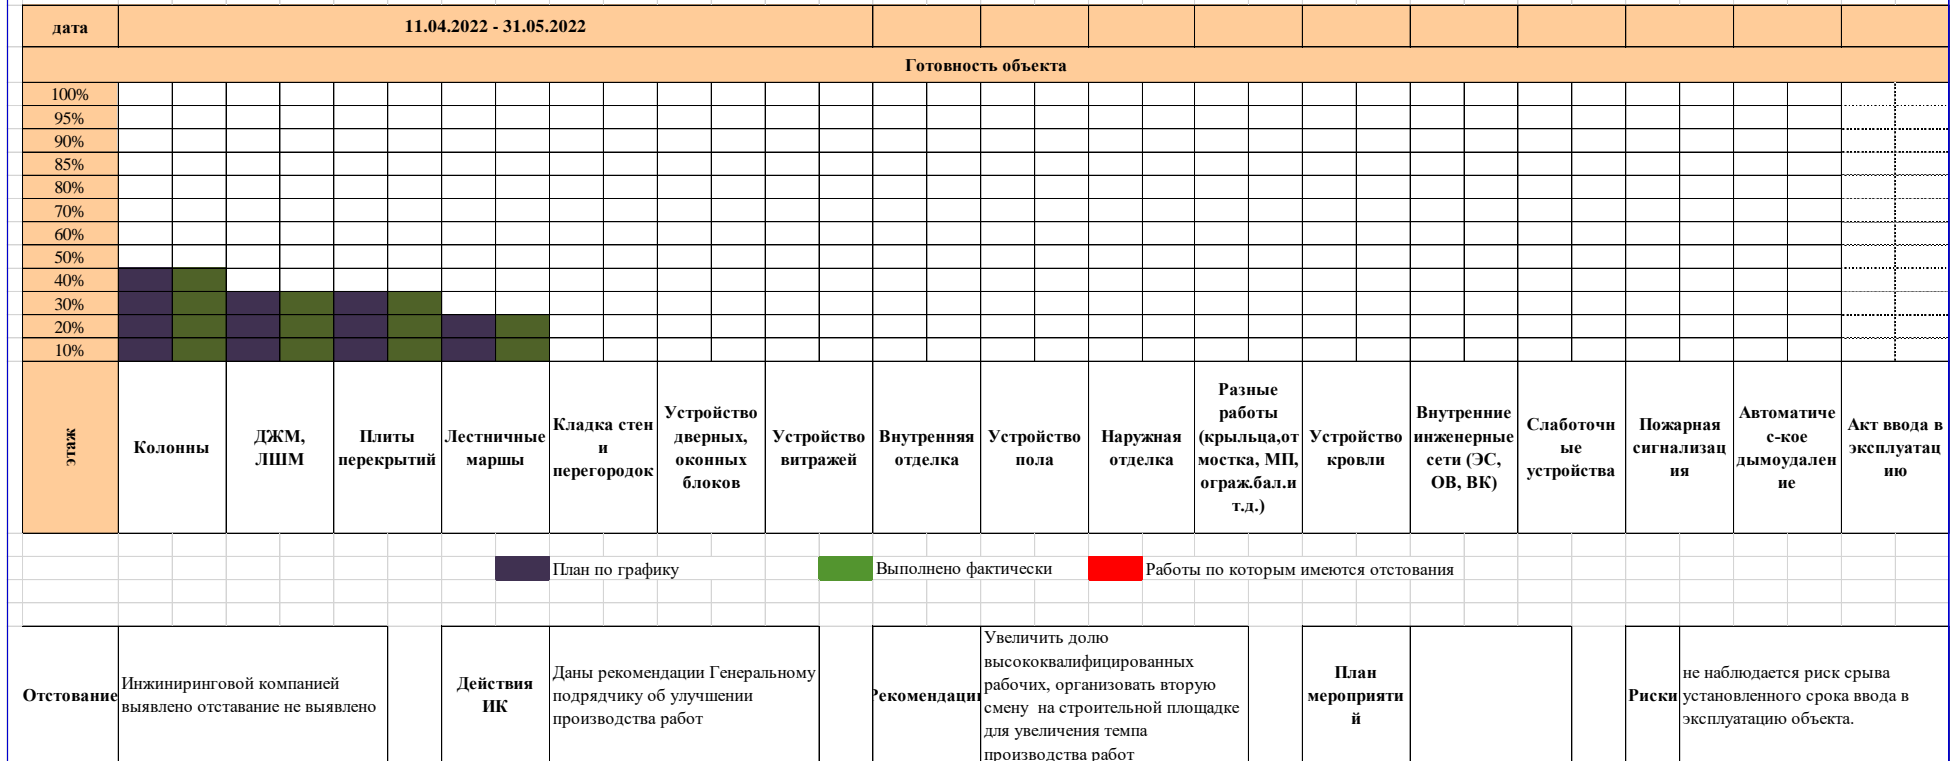 дата
11.04.2022 - 31.05.2022
Готовность объекта
100%
95%
90%
85%
80%
70%
60%
50%
40%
30%
20%
10%
этаж
Колонны
ДЖМ,
ЛШМ
Плиты
перекрытий
Лестничные
марши
Кладка стен
и
перегородок
Устройство
дверных,
оконных
блоков
Устройство
витражей
Внутренняя
отделка
Устройство
пола
Наружная
отделка
Разные
работы
(крыльца,от
мостка, МП,
ограж.бал.и
т.д.)
Устройство
кровли
Внутренние
инженерные
сети (ЭС,
ОВ, ВК)
Слаботочн
ые
устройства
Пожарная
сигнализац
ия
Автоматиче
с-кое
дымоудален
ие
Акт ввода в
эксплуатац
ию
План по графику
Выполнено фактически
Работы по которым имеются отстования
Отстование
Инжиниринговой компанией
выявлено отставание не выявлено
Действия
ИК
Даны рекомендации Генеральному
подрядчику об улучшении
производства работ
Рекомендации
Увеличить долю
высококвалифицированных
рабочих, организовать вторую
смену на строительной площадке
для увеличения темпа
производства работ
План
мероприяти
й
Риски
не наблюдается риск срыва
установленного срока ввода в
эксплуатацию объекта.